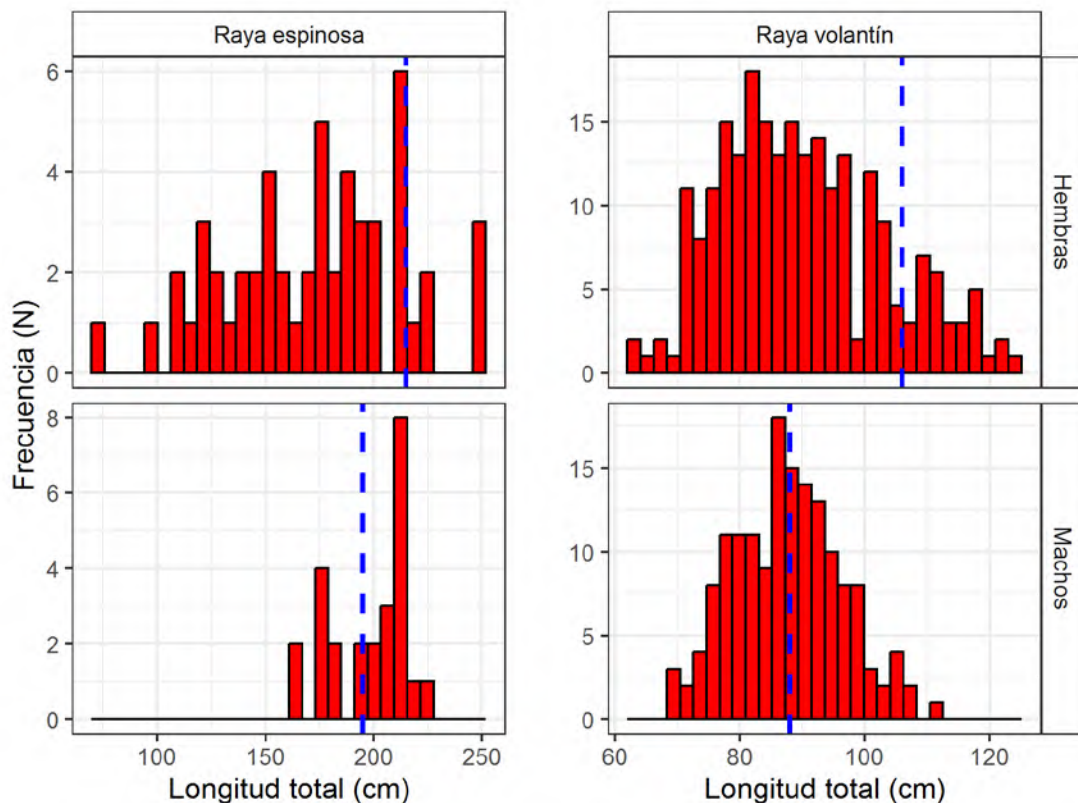 Raya espinosa
Raya volantín
Frecuencia (N)
6
4
2
0
15
10
5
0
Hembras
8
6
4
2
0
15
10
5
0
Machos
100 150 200 250
60 80 100 120
Longitud total (cm)
Longitud total (cm)